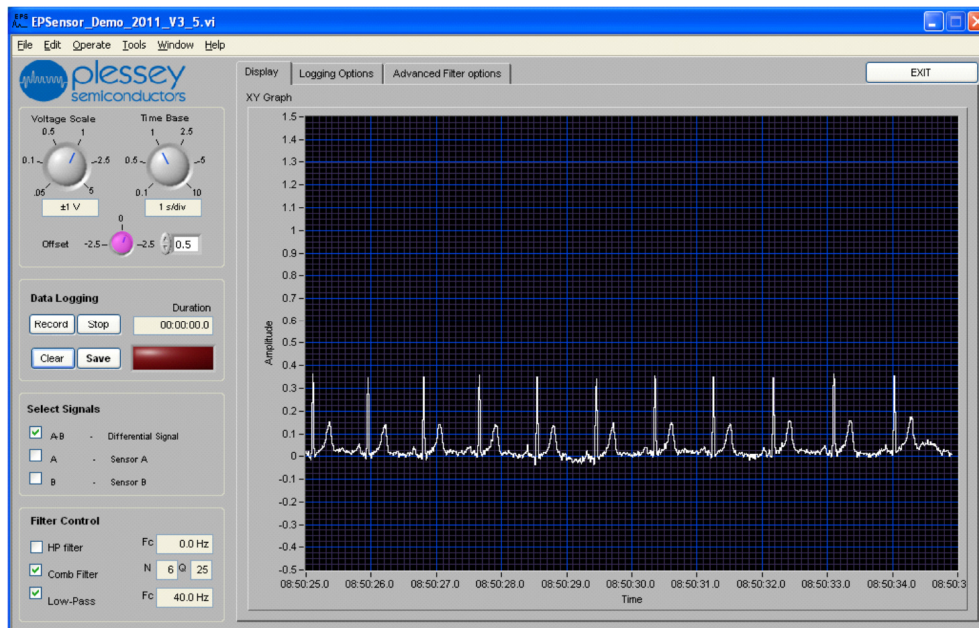 EPS EPSensor_Demo_2011_V3_5.vi
File Edit Operate Tools Window Help
plessey
semiconductors
Display Logging Options Advanced Filter options EXIT
XY Graph
Voltage Scale Time Base
0.5 1 1 2.5
0.1 2.5 0.5 5
.05 5 0.1 10
±1 V 1 s/div
0
Offset -2.5 2.5 0.5
Data Logging
Duration
Record Stop 00:00:00.0
Clear Save
Select Signals
A-B - Differential Signal
A - Sensor A
B - Sensor B
Filter Control
HP filter Fc 0.0 Hz
Comb Filter N 6 Q 25
Low-Pass Fc 40.0 Hz
Amplitude
1.5
1.4
1.3
1.2
1.1
1
0.9
0.8
0.7
0.6
0.5
0.4
0.3
0.2
0.1
0
-0.1
-0.2
-0.3
-0.4
-0.5
08:50:25.0 08:50:26.0 08:50:27.0 08:50:28.0 08:50:29.0 08:50:30.0 08:50:31.0 08:50:32.0 08:50:33.0 08:50:34.0 08:50:3
Time